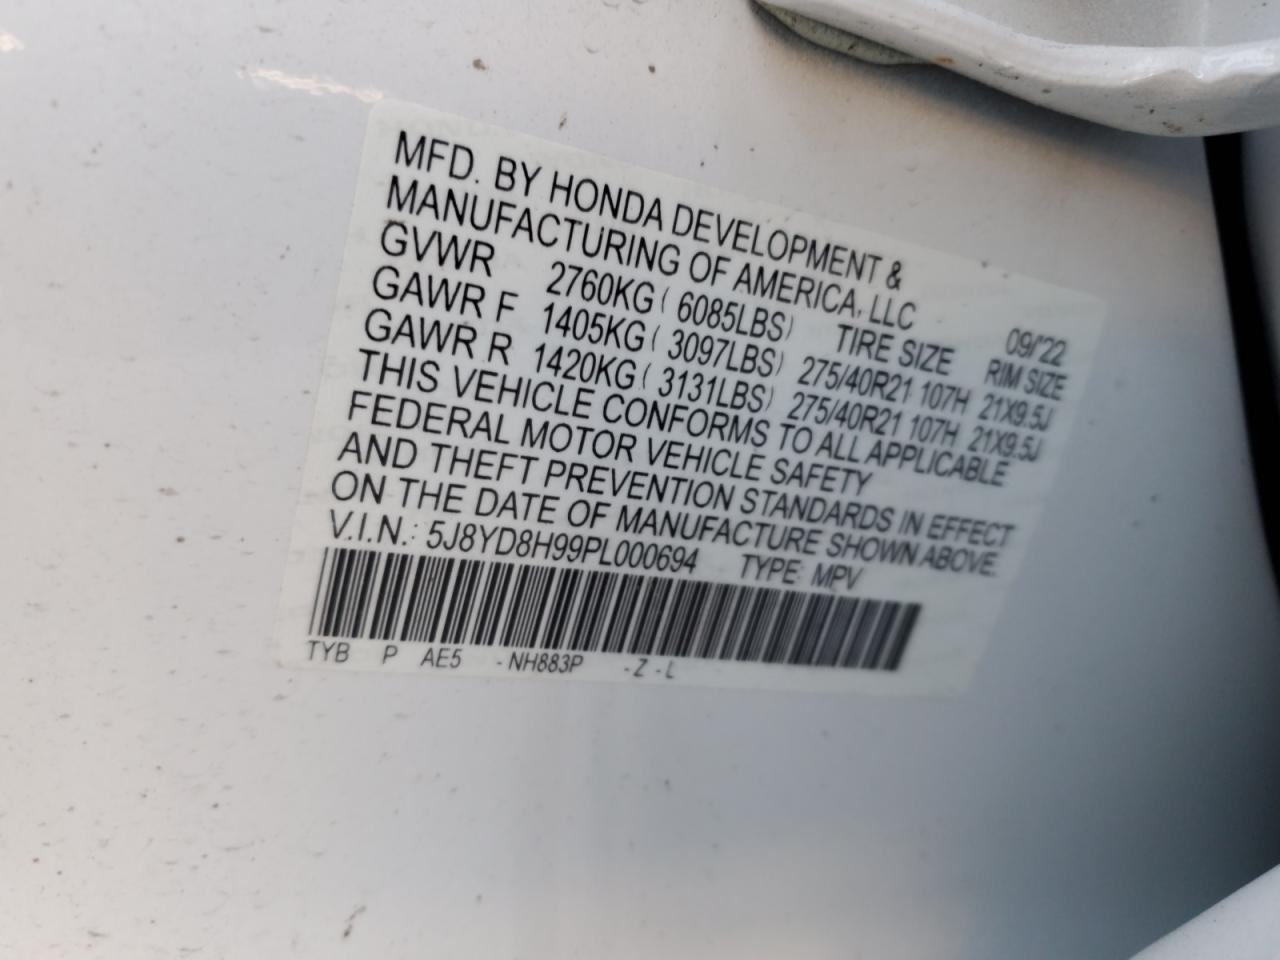 MFD. BY HONDA DEVELOPMENT &
MANUFACTURING OF AMERICA, LLC 09/'22
GVWR 2760KG ( 6085LBS) TIRE SIZE RIM SIZE
GAWR F 1405KG ( 3097LBS) 275/40R21 107H 21X9.5J
GAWR R 1420KG ( 3131LBS) 275/40R21 107H 21X9.5J
THIS VEHICLE CONFORMS TO ALL APPLICABLE
FEDERAL MOTOR VEHICLE SAFETY
AND THEFT PREVENTION STANDARDS IN EFFECT
ON THE DATE OF MANUFACTURE SHOWN ABOVE.
V.I.N.: 5J8YD8H99PL000694 TYPE: MPV
TYB P AE5 -NH883P -Z -L